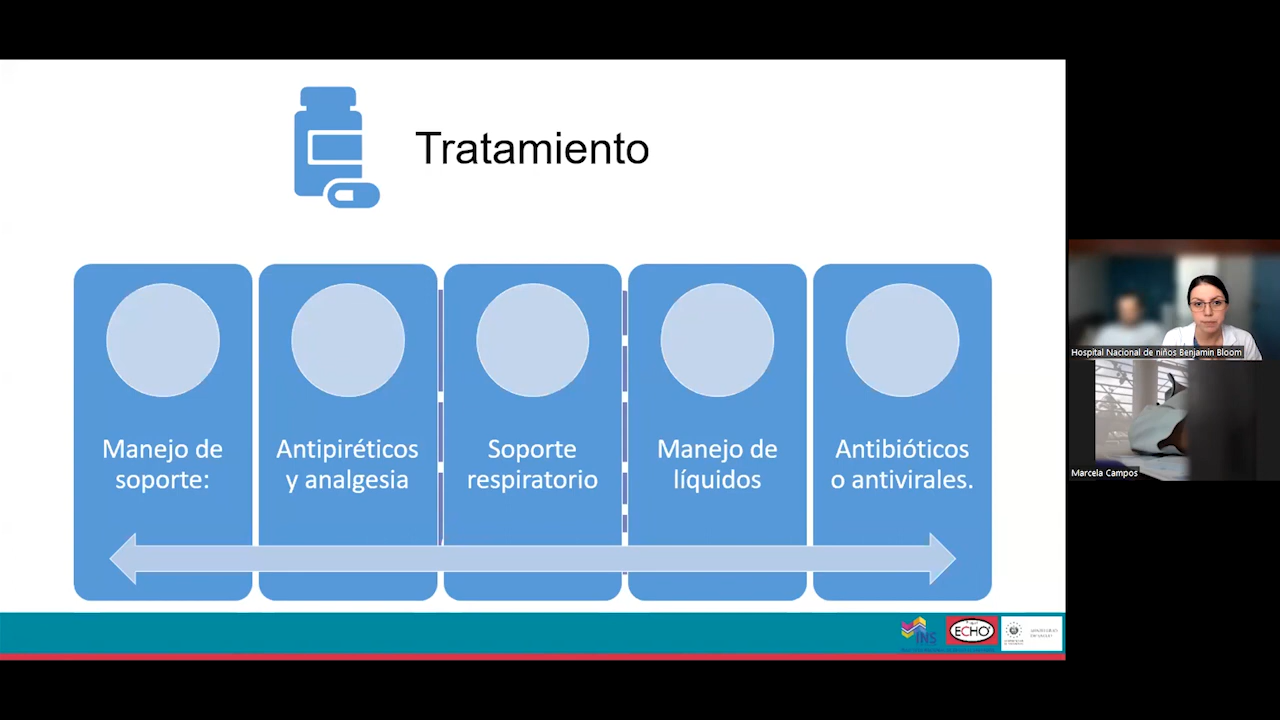 Tratamiento
Manejo de
soporte:
Antipiréticos
y analgesia
Soporte
respiratorio
Manejo de
líquidos
Antibióticos
o antivirales.
Hospital Nacional de niños Benjamin Bloom
Marcela Campos
INS
ECHO